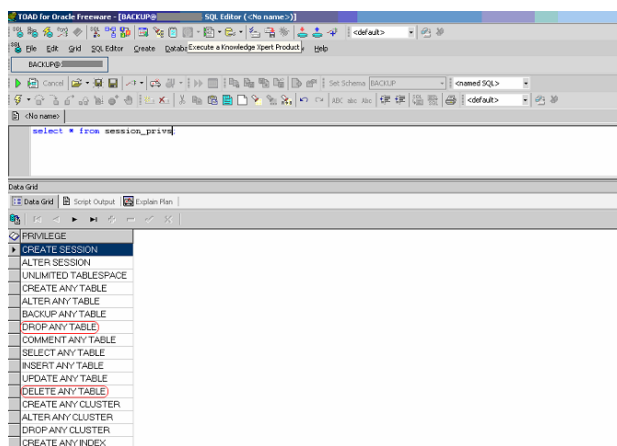 TOAD for Oracle Freeware - [BACKUP@ SQL Editor (<No name>)]
<default>
File Edit Grid SQL Editor Create Databa Execute a Knowledge Xpert Product Help
BACKUP@
Cancel Set Schema BACKUP <named SQL>
ABC abc Abc <default>
<No name>
select * from session_privs;
Data Grid
Data Grid Script Output Explain Plan
PRIVILEGE
CREATE SESSION
ALTER SESSION
UNLIMITED TABLESPACE
CREATE ANY TABLE
ALTER ANY TABLE
BACKUP ANY TABLE
DROP ANY TABLE
COMMENT ANY TABLE
SELECT ANY TABLE
INSERT ANY TABLE
UPDATE ANY TABLE
DELETE ANY TABLE
CREATE ANY CLUSTER
ALTER ANY CLUSTER
DROP ANY CLUSTER
CREATE ANY INDEX